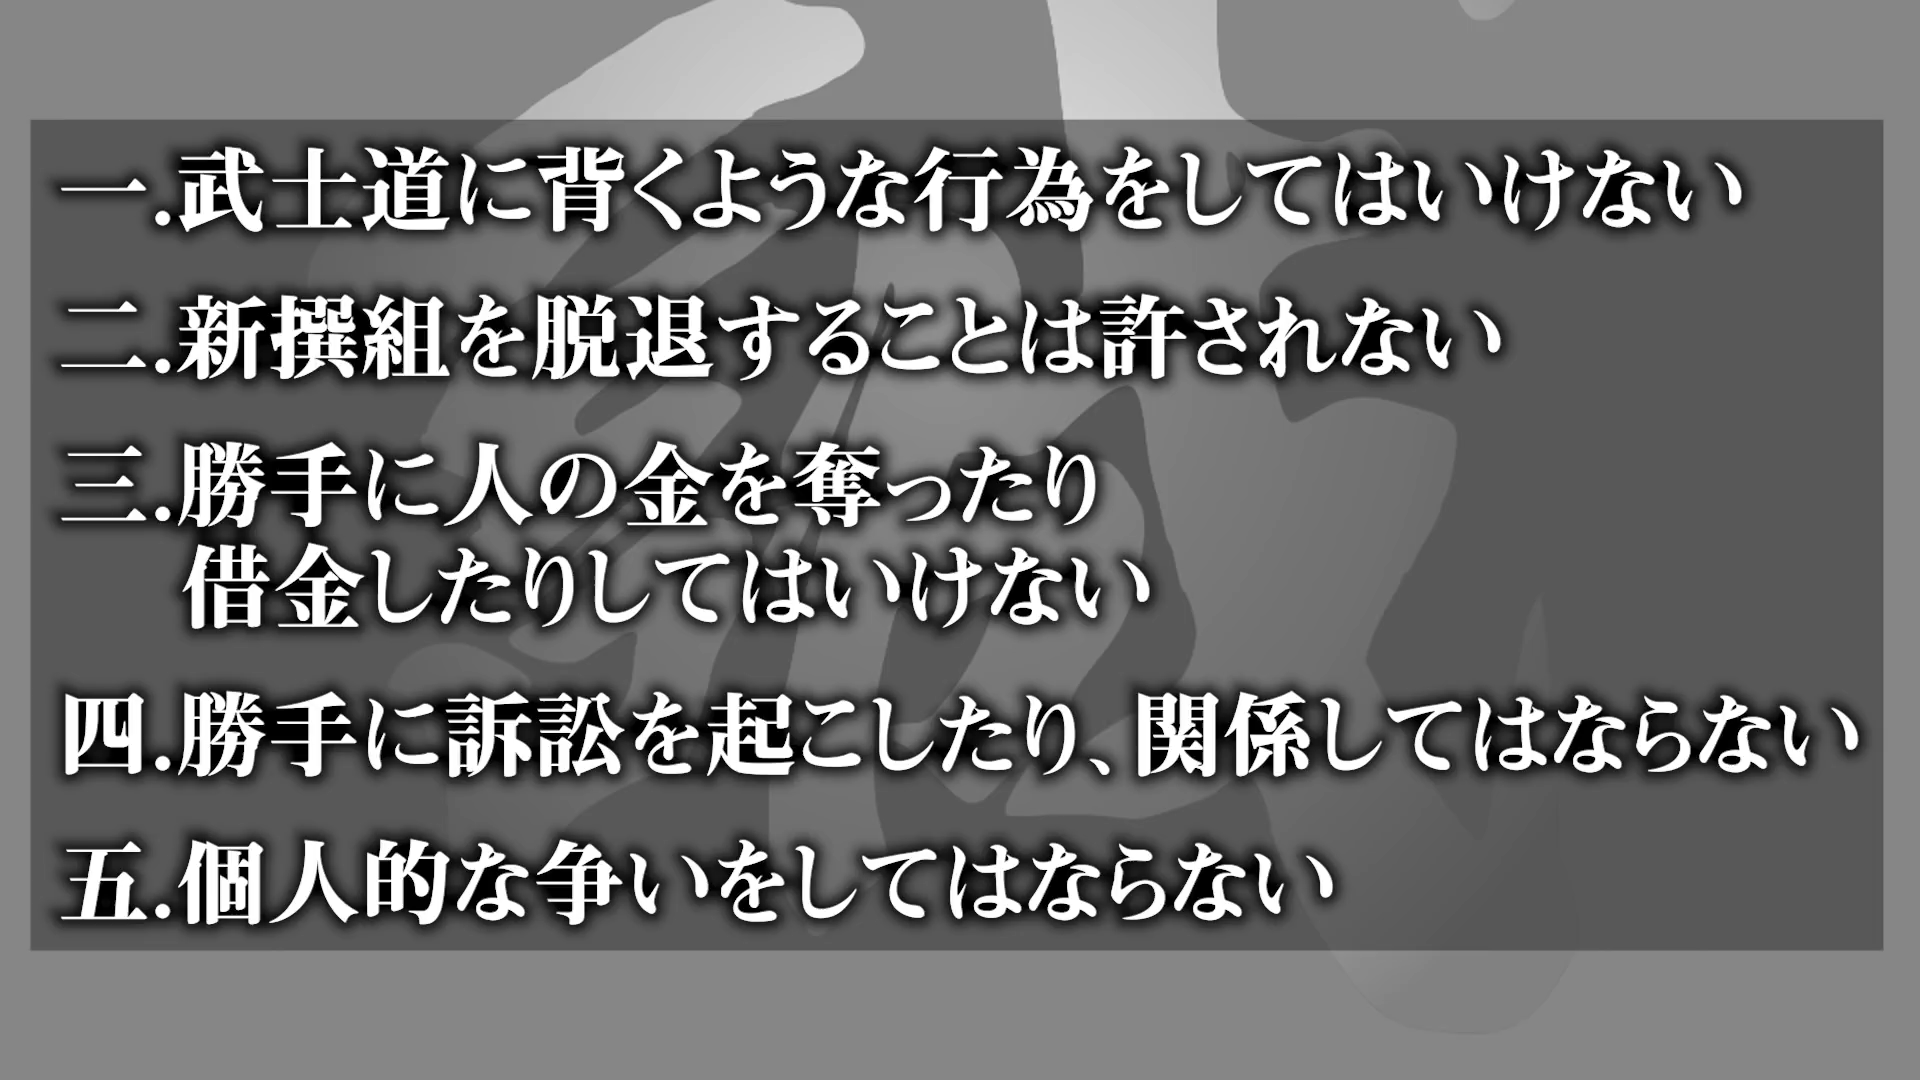 一.武士道に背くような行為をしてはいけない
二.新撰組を脱退することは許されない
三.勝手に人の金を奪ったり
借金したりしてはいけない
四.勝手に訴訟を起こしたり、関係してはならない
五.個人的な争いをしてはならない